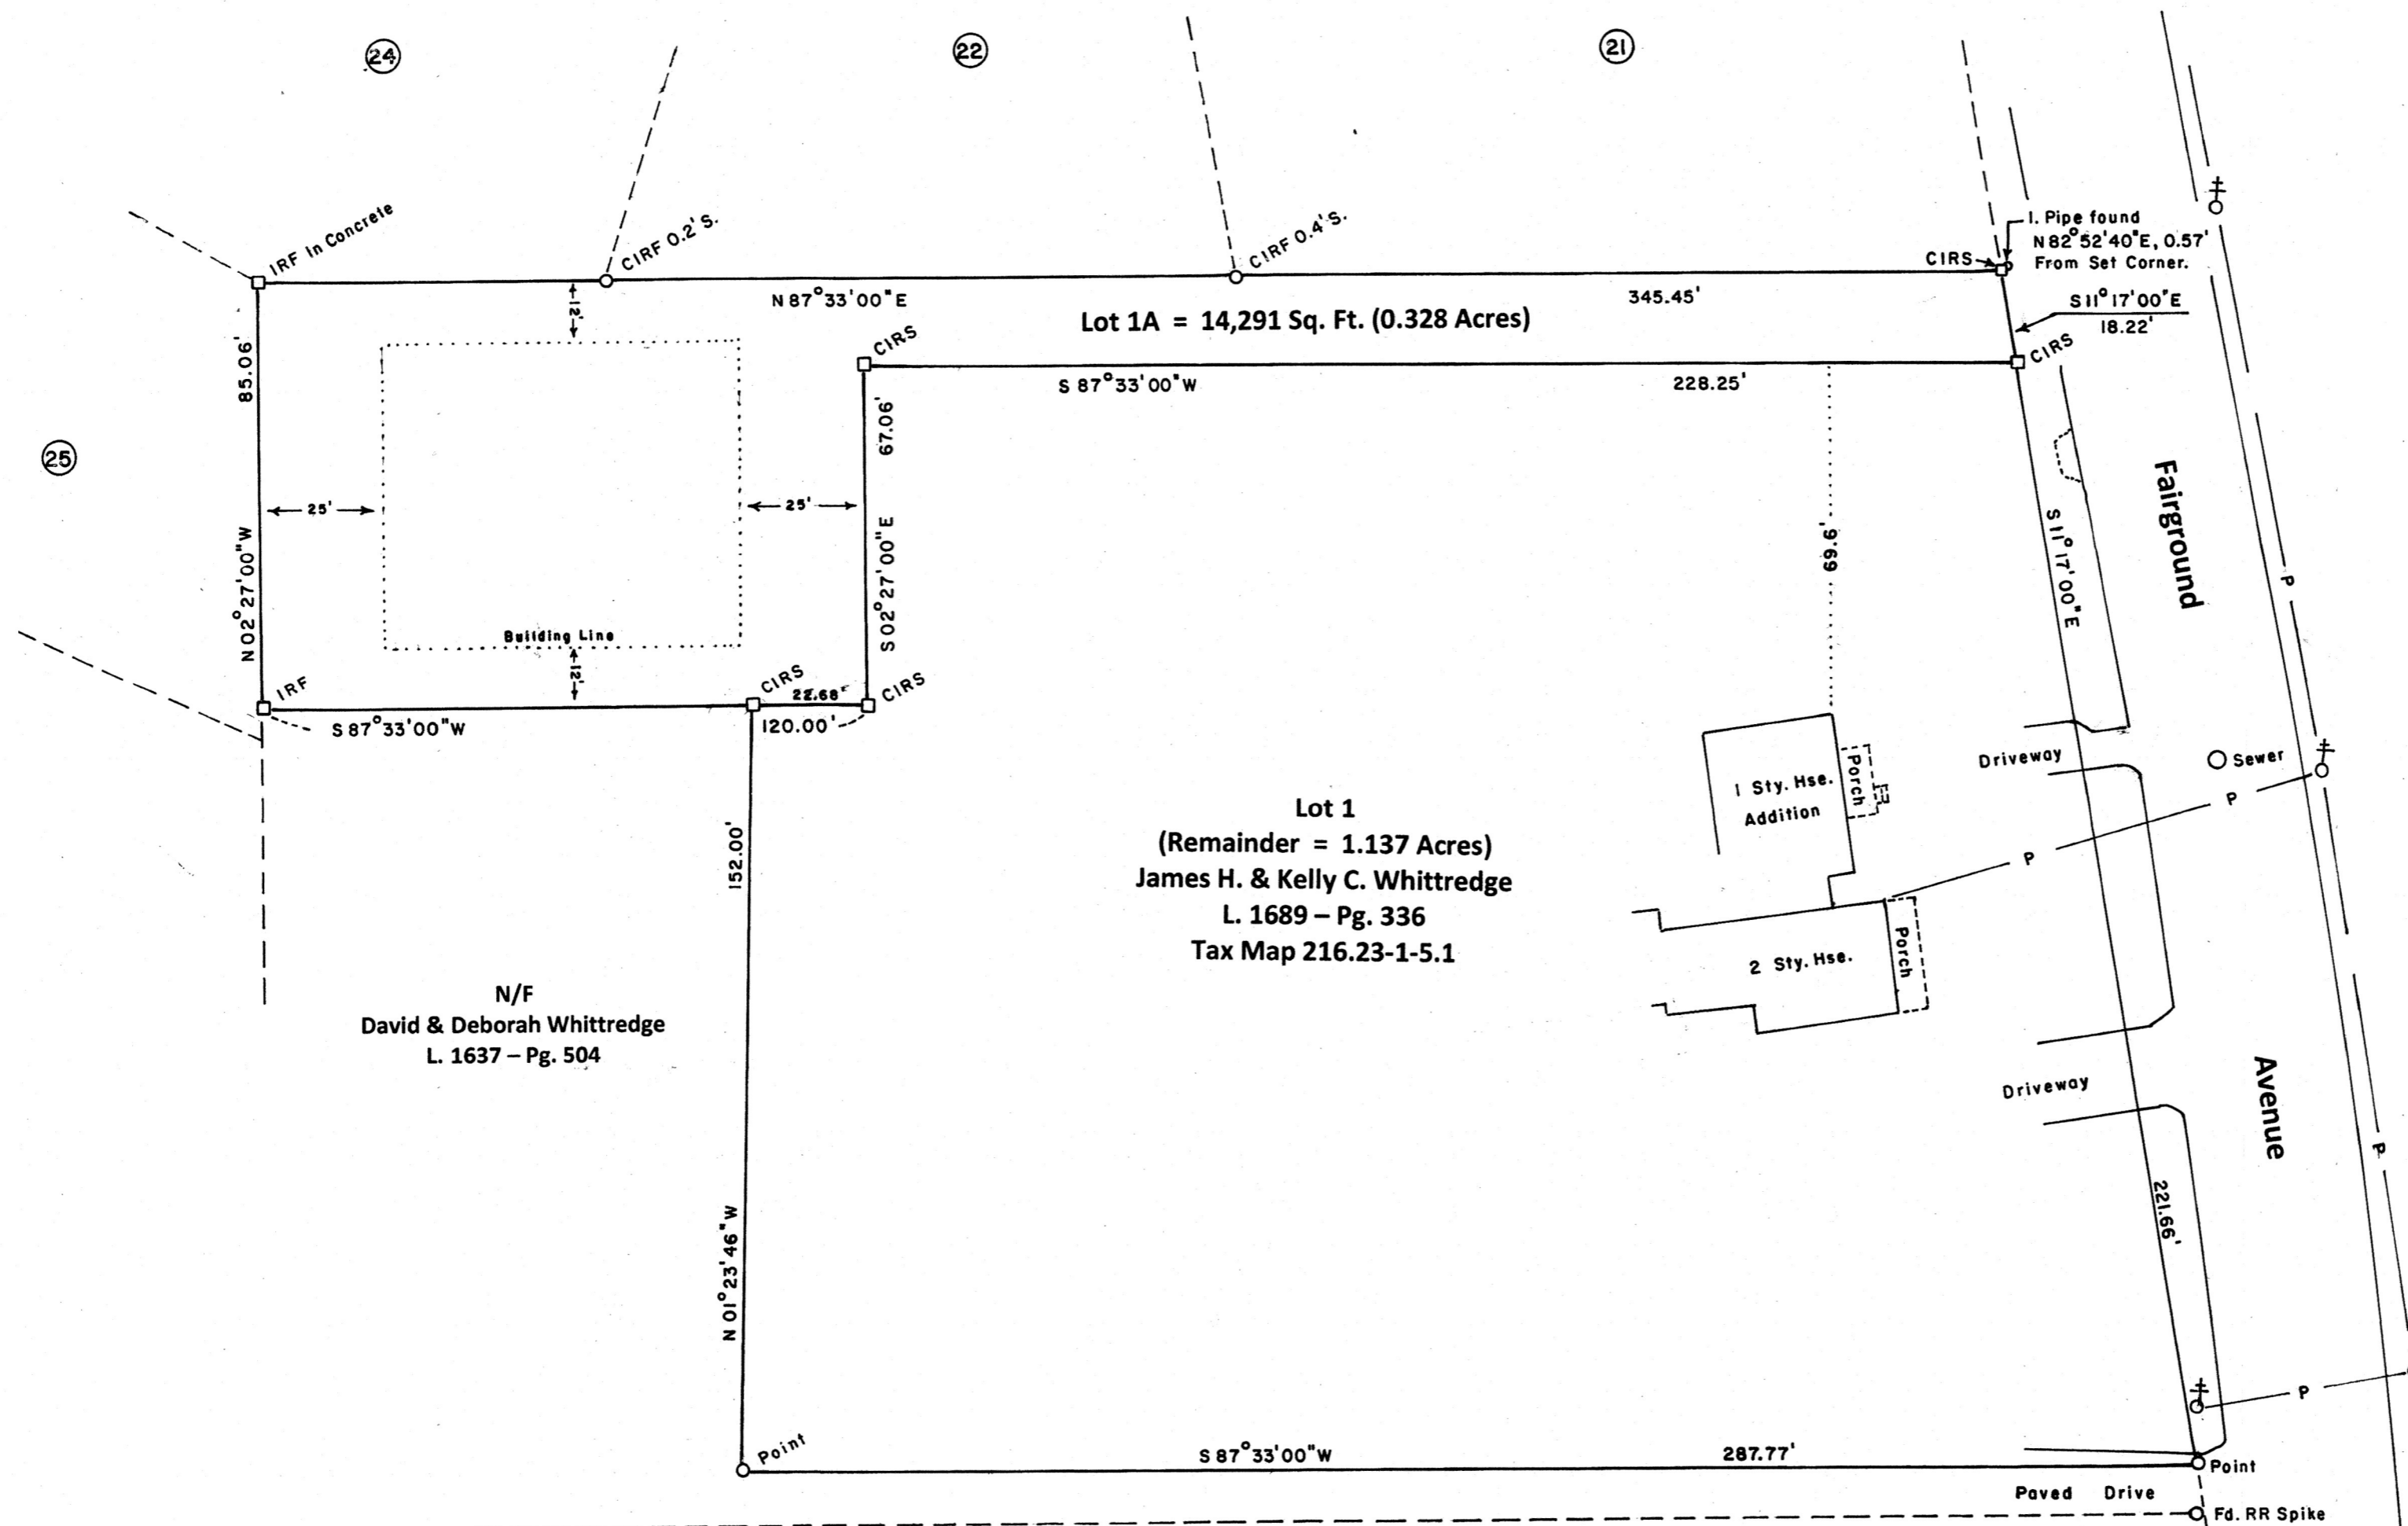 24
22
21
25
IRF In Concrete
CIRF 0.2' S.
CIRF 0.4' S.
CIRS
1. Pipe found
N 82° 52' 40" E, 0.57'
From Set Corner.
N 87° 33' 00" E
345.45'
S 11° 17' 00" E
18.22'
Lot 1A = 14,291 Sq. Ft. (0.328 Acres)
CIRS
CIRS
S 87° 33' 00" W
228.25'
85.06'
N 02° 27' 00" W
12'
25'
25'
Building Line
12'
67.06'
S 02° 27' 00" E
69.6'
S 11° 17' 00" E
Fairground
P
IRF
CIRS
22.68'
CIRS
S 87° 33' 00" W
120.00'
Driveway
Sewer
P
P
1 Sty. Hse.
Addition
Porch
Lot 1
(Remainder = 1.137 Acres)
James H. & Kelly C. Whittredge
L. 1689 – Pg. 336
Tax Map 216.23-1-5.1
152.00'
2 Sty. Hse.
Porch
N/F
David & Deborah Whittredge
L. 1637 – Pg. 504
Driveway
Avenue
P
221.66'
N 01° 23' 46" W
P
Point
S 87° 33' 00" W
287.77'
Point
Paved Drive
Fd. RR Spike